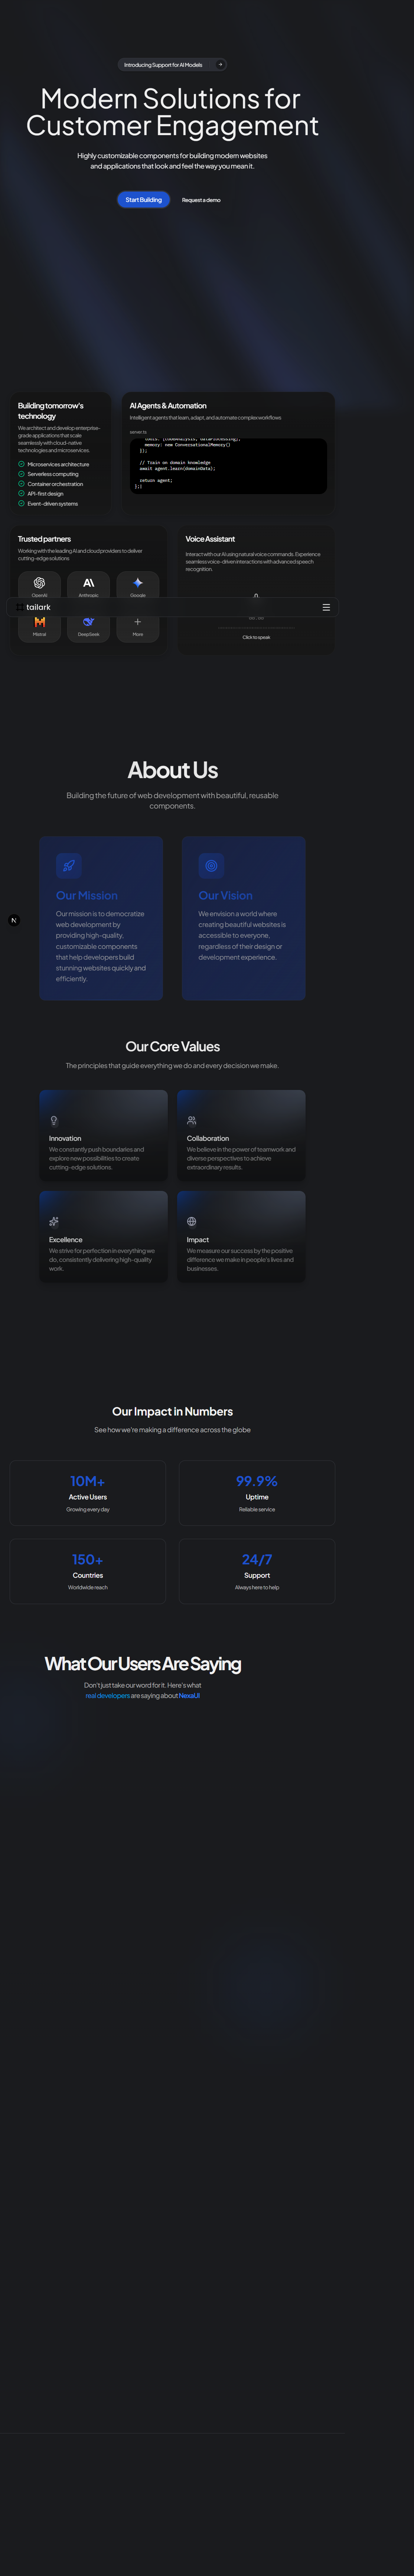 Introducing Support for AI Models
Modern Solutions for
Customer Engagement
Highly customizable components for building modern websites
and applications that look and feel the way you mean it.
Start Building
Request a demo
Building tomorrow's
technology
We architect and develop enterprise-
grade applications that scale
seamlessly with cloud-native
technologies and microservices.
Microservices architecture
Serverless computing
Container orchestration
API-first design
Event-driven systems
AI Agents & Automation
Intelligent agents that learn, adapt, and automate complex workflows
server.ts
memory: new ConversationalMemory()
});
// Train on domain knowledge
await agent.learn(domainData);
return agent;
};
Trusted partners
Working with the leading AI and cloud providers to deliver
cutting-edge solutions
OpenAI
Anthropic
Google
Voice Assistant
Interact with our AI using natural voice commands. Experience
seamless voice-driven interactions with advanced speech
recognition.
tailark
Mistral
DeepSeek
More
Click to speak
About Us
Building the future of web development with beautiful, reusable
components.
Our Mission
Our mission is to democratize
web development by
providing high-quality,
customizable components
that help developers build
stunning websites quickly and
efficiently.
Our Vision
We envision a world where
creating beautiful websites is
accessible to everyone,
regardless of their design or
development experience.
N
Our Core Values
The principles that guide everything we do and every decision we make.
Innovation
We constantly push boundaries and
explore new possibilities to create
cutting-edge solutions.
Collaboration
We believe in the power of teamwork and
diverse perspectives to achieve
extraordinary results.
Excellence
We strive for perfection in everything we
do, consistently delivering high-quality
work.
Impact
We measure our success by the positive
difference we make in people's lives and
businesses.
Our Impact in Numbers
See how we're making a difference across the globe
10M+
Active Users
Growing every day
99.9%
Uptime
Reliable service
150+
Countries
Worldwide reach
24/7
Support
Always here to help
What Our Users Are Saying
Don't just take our word for it. Here's what
real developers are saying about NexaUI